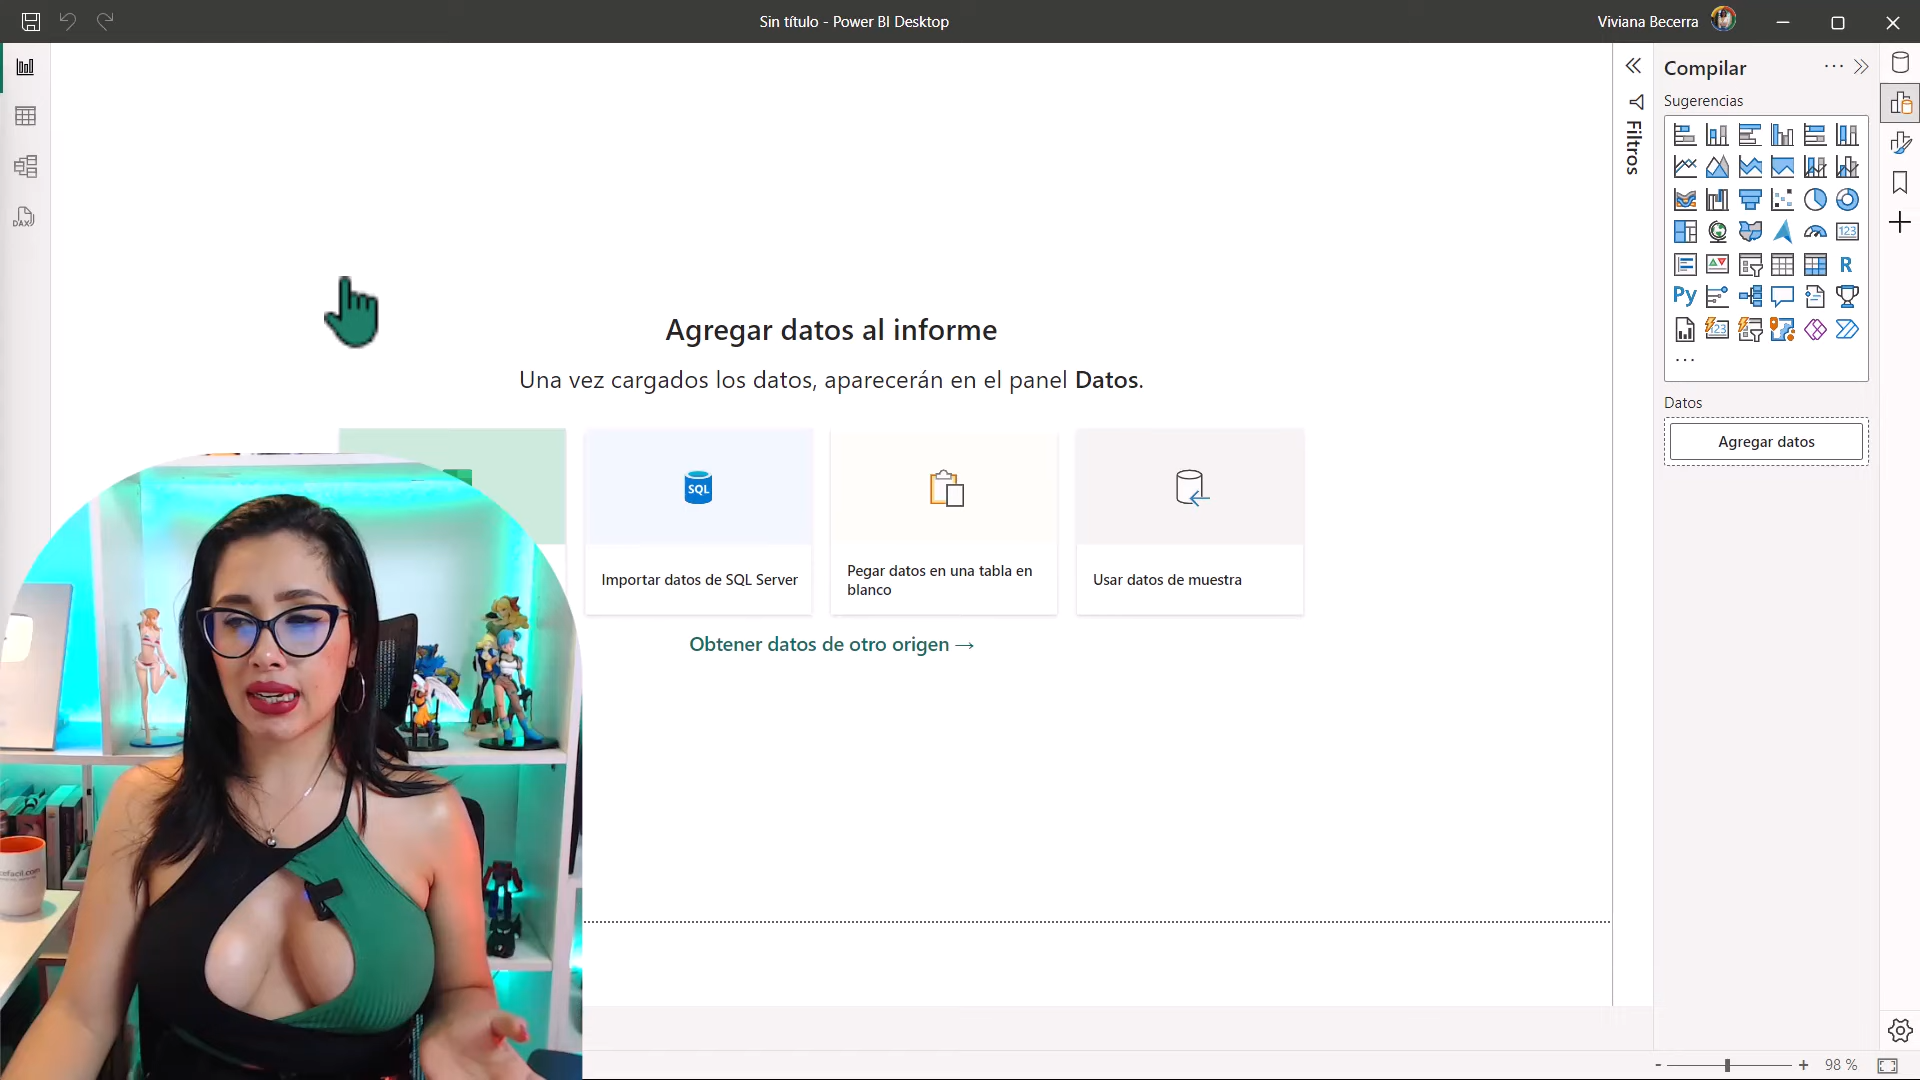 Sin título - Power BI Desktop
Viviana Becerra
Compilar
Sugerencias
Filtros
DAX
123
R
Py
123
Datos
Agregar datos
Agregar datos al informe
Una vez cargados los datos, aparecerán en el panel Datos.
SQL
Importar datos de SQL Server
Pegar datos en una tabla en
blanco
Usar datos de muestra
Obtener datos de otro origen →
98 %